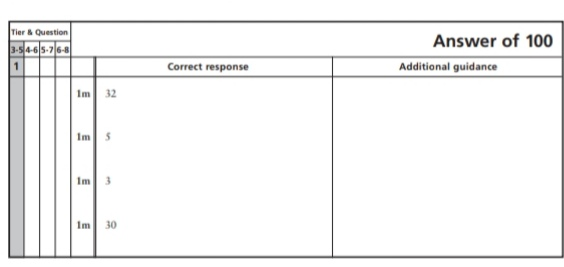 Tier & Question
Answer of 100
3-5 4-6 5-7 6-8
1
Correct response
Additional guidance
1m 32
1m 5
1m 3
1m 30